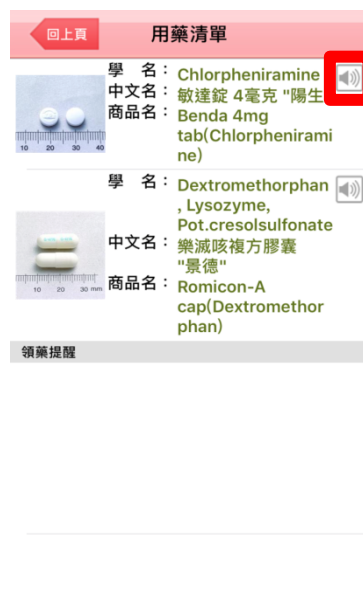 回上頁
用藥清單
學 名： Chlorpheniramine
中文名： 敏達錠 4毫克 "陽生
商品名： Benda 4mg
tab(Chlorphenirami
ne)
10 20 30 40
學 名： Dextromethorphan
, Lysozyme,
Pot.cresolsulfonate
中文名： 樂滅咳複方膠囊
"景德"
商品名： Romicon-A
cap(Dextromethor
phan)
10 20 30 mm
領藥提醒